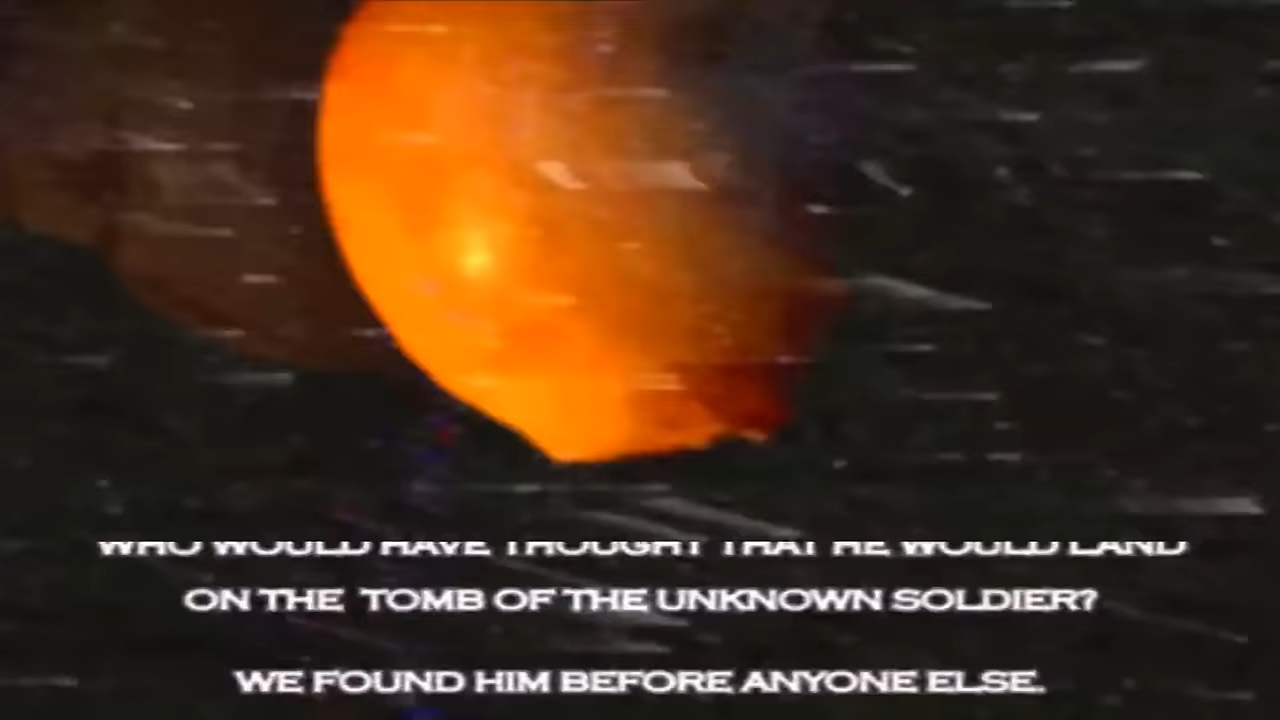 WHO WOULD HAVE THOUGHT THAT HE WOULD LAND
ON THE TOMB OF THE UNKNOWN SOLDIER?
WE FOUND HIM BEFORE ANYONE ELSE.